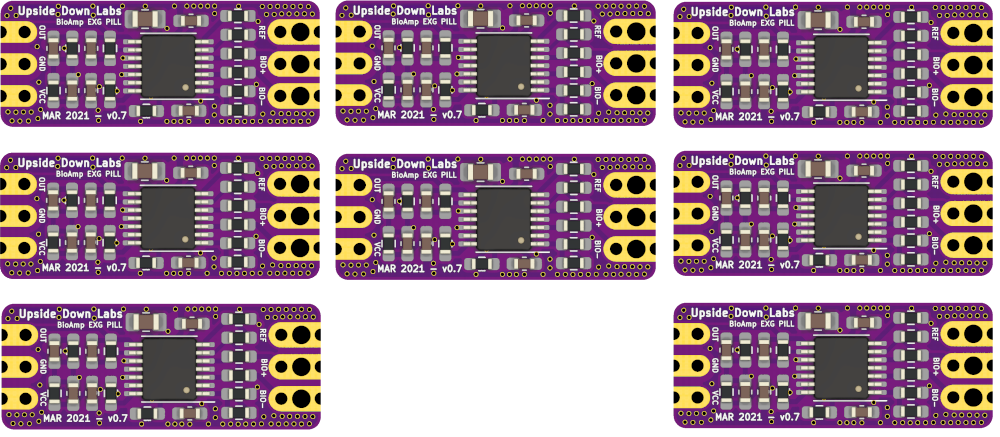 Upside Down Labs
BioAmp EXG PILL
OUT
GND
VCC
REF
BIO+
BIO-
MAR 2021
v0.7
Upside Down Labs
BioAmp EXG PILL
OUT
GND
VCC
REF
BIO+
BIO-
MAR 2021
v0.7
Upside Down Labs
BioAmp EXG PILL
OUT
GND
VCC
REF
BIO+
BIO-
MAR 2021
v0.7
Upside Down Labs
BioAmp EXG PILL
OUT
GND
VCC
REF
BIO+
BIO-
MAR 2021
v0.7
Upside Down Labs
BioAmp EXG PILL
OUT
GND
VCC
REF
BIO+
BIO-
MAR 2021
v0.7
Upside Down Labs
BioAmp EXG PILL
OUT
GND
VCC
REF
BIO+
BIO-
MAR 2021
v0.7
Upside Down Labs
BioAmp EXG PILL
OUT
GND
VCC
REF
BIO+
BIO-
MAR 2021
v0.7
Upside Down Labs
BioAmp EXG PILL
OUT
GND
VCC
REF
BIO+
BIO-
MAR 2021
v0.7